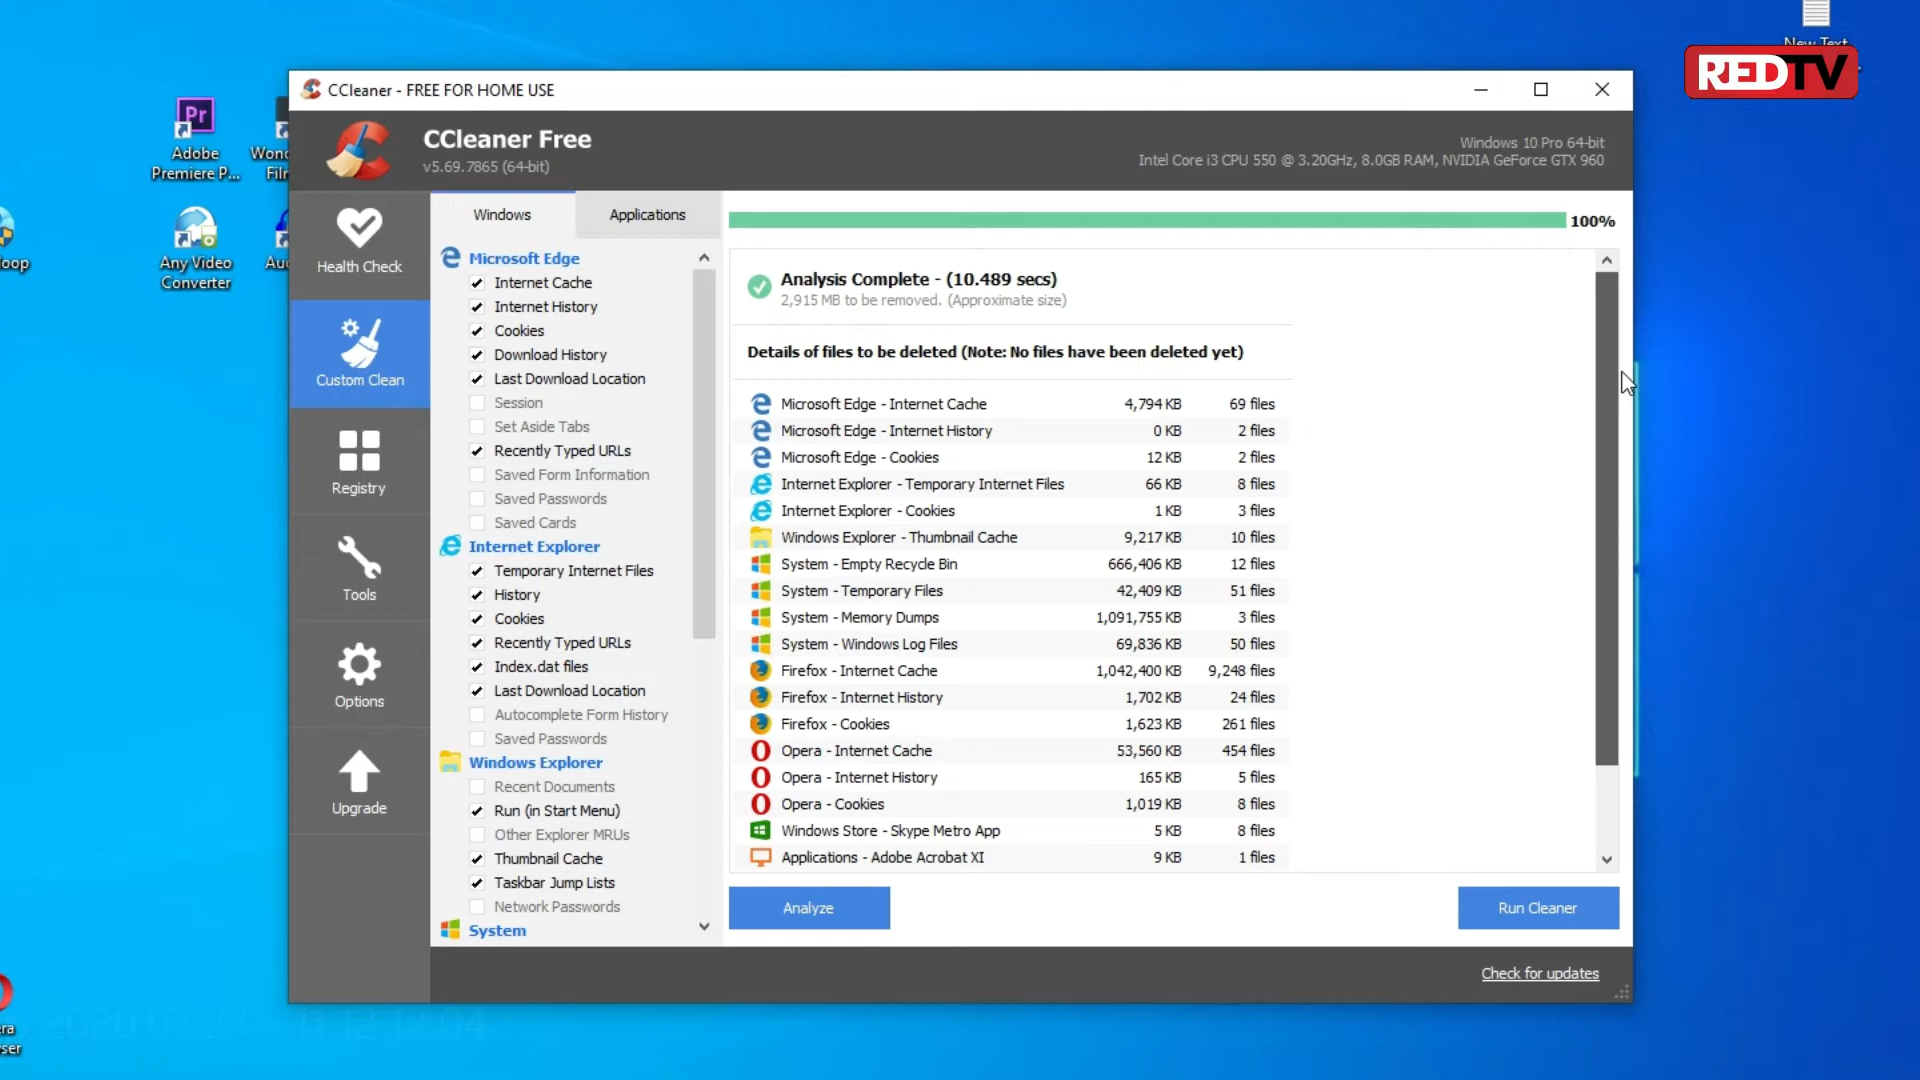 New Text
REDTV
Adobe
Premiere P...
Any Video
Converter
CCleaner - FREE FOR HOME USE
CCleaner Free
v5.69.7865 (64-bit)
Windows 10 Pro 64-bit
Intel Core i3 CPU 550 @ 3.20GHz, 8.0GB RAM, NVIDIA GeForce GTX 960
Health Check
Custom Clean
Registry
Tools
Options
Upgrade
Windows
Applications
Microsoft Edge
Internet Cache
Internet History
Cookies
Download History
Last Download Location
Session
Set Aside Tabs
Recently Typed URLs
Saved Form Information
Saved Passwords
Saved Cards
Internet Explorer
Temporary Internet Files
History
Cookies
Recently Typed URLs
Index.dat files
Last Download Location
Autocomplete Form History
Saved Passwords
Windows Explorer
Recent Documents
Run (in Start Menu)
Other Explorer MRUs
Thumbnail Cache
Taskbar Jump Lists
Network Passwords
System
100%
Analysis Complete - (10.489 secs)
2,915 MB to be removed. (Approximate size)
Details of files to be deleted (Note: No files have been deleted yet)
Microsoft Edge - Internet Cache 4,794 KB 69 files
Microsoft Edge - Internet History 0 KB 2 files
Microsoft Edge - Cookies 12 KB 2 files
Internet Explorer - Temporary Internet Files 66 KB 8 files
Internet Explorer - Cookies 1 KB 3 files
Windows Explorer - Thumbnail Cache 9,217 KB 10 files
System - Empty Recycle Bin 666,406 KB 12 files
System - Temporary Files 42,409 KB 51 files
System - Memory Dumps 1,091,755 KB 3 files
System - Windows Log Files 69,836 KB 50 files
Firefox - Internet Cache 1,042,400 KB 9,248 files
Firefox - Internet History 1,702 KB 24 files
Firefox - Cookies 1,623 KB 261 files
Opera - Internet Cache 53,560 KB 454 files
Opera - Internet History 165 KB 5 files
Opera - Cookies 1,019 KB 8 files
Windows Store - Skype Metro App 5 KB 8 files
Applications - Adobe Acrobat XI 9 KB 1 files
Analyze
Run Cleaner
Check for updates